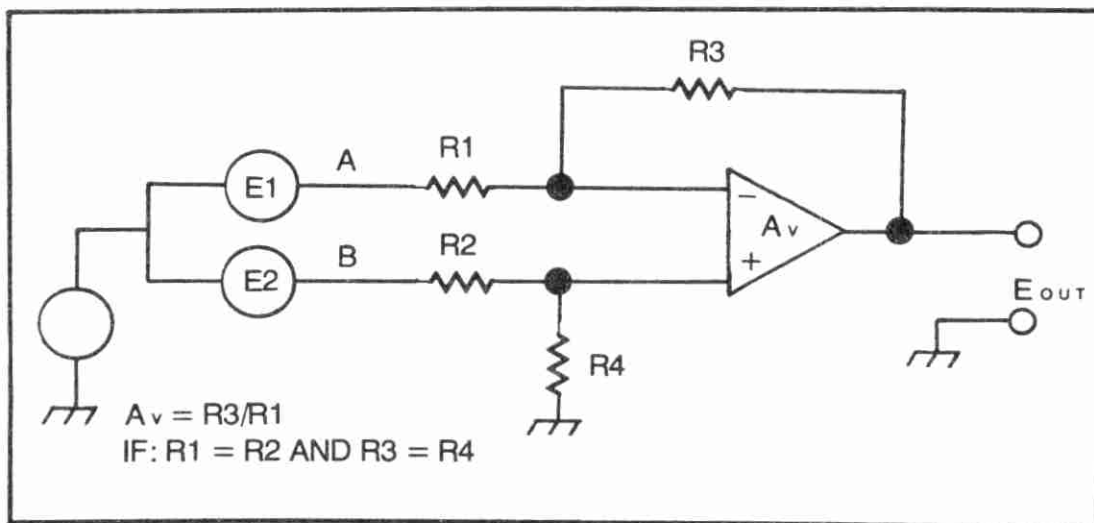 R3
A
R1
E1
Av
−
+
B
R2
E2
EOUT
R4
Av = R3/R1
IF: R1 = R2 AND R3 = R4